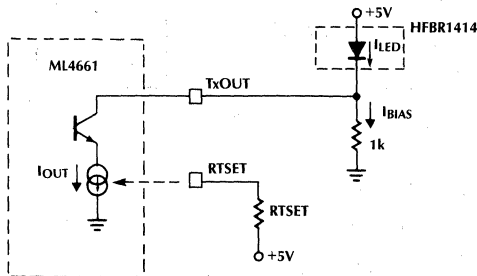 +5V
HFBR1414
ILED
ML4661
TxOUT
IBIAS
1k
IOUT
RTSET
RTSET
+5V